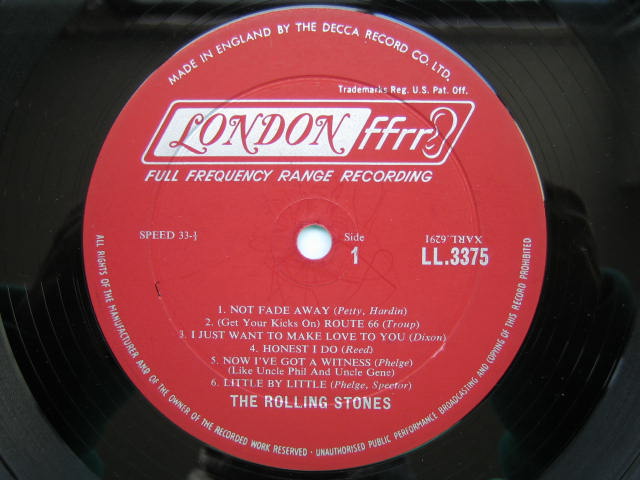 MADE IN ENGLAND BY THE DECCA RECORD CO. LTD.
Trademarks Reg. U.S. Pat. Off.
LONDON ffrr
FULL FREQUENCY RANGE RECORDING
SPEED 33-⅓
Side
1
XARL.6291
LL.3375
1. NOT FADE AWAY (Petty, Hardin)
2. (Get Your Kicks On) ROUTE 66 (Troup)
3. I JUST WANT TO MAKE LOVE TO YOU (Dixon)
4. HONEST I DO (Reed)
5. NOW I'VE GOT A WITNESS (Phelge)
(Like Uncle Phil And Uncle Gene)
6. LITTLE BY LITTLE (Phelge, Spector)
THE ROLLING STONES
ALL RIGHTS OF THE MANUFACTURER AND OF THE OWNER OF THE RECORDED WORK RESERVED - UNAUTHORISED PUBLIC PERFORMANCE BROADCASTING AND COPYING OF THIS RECORD PROHIBITED